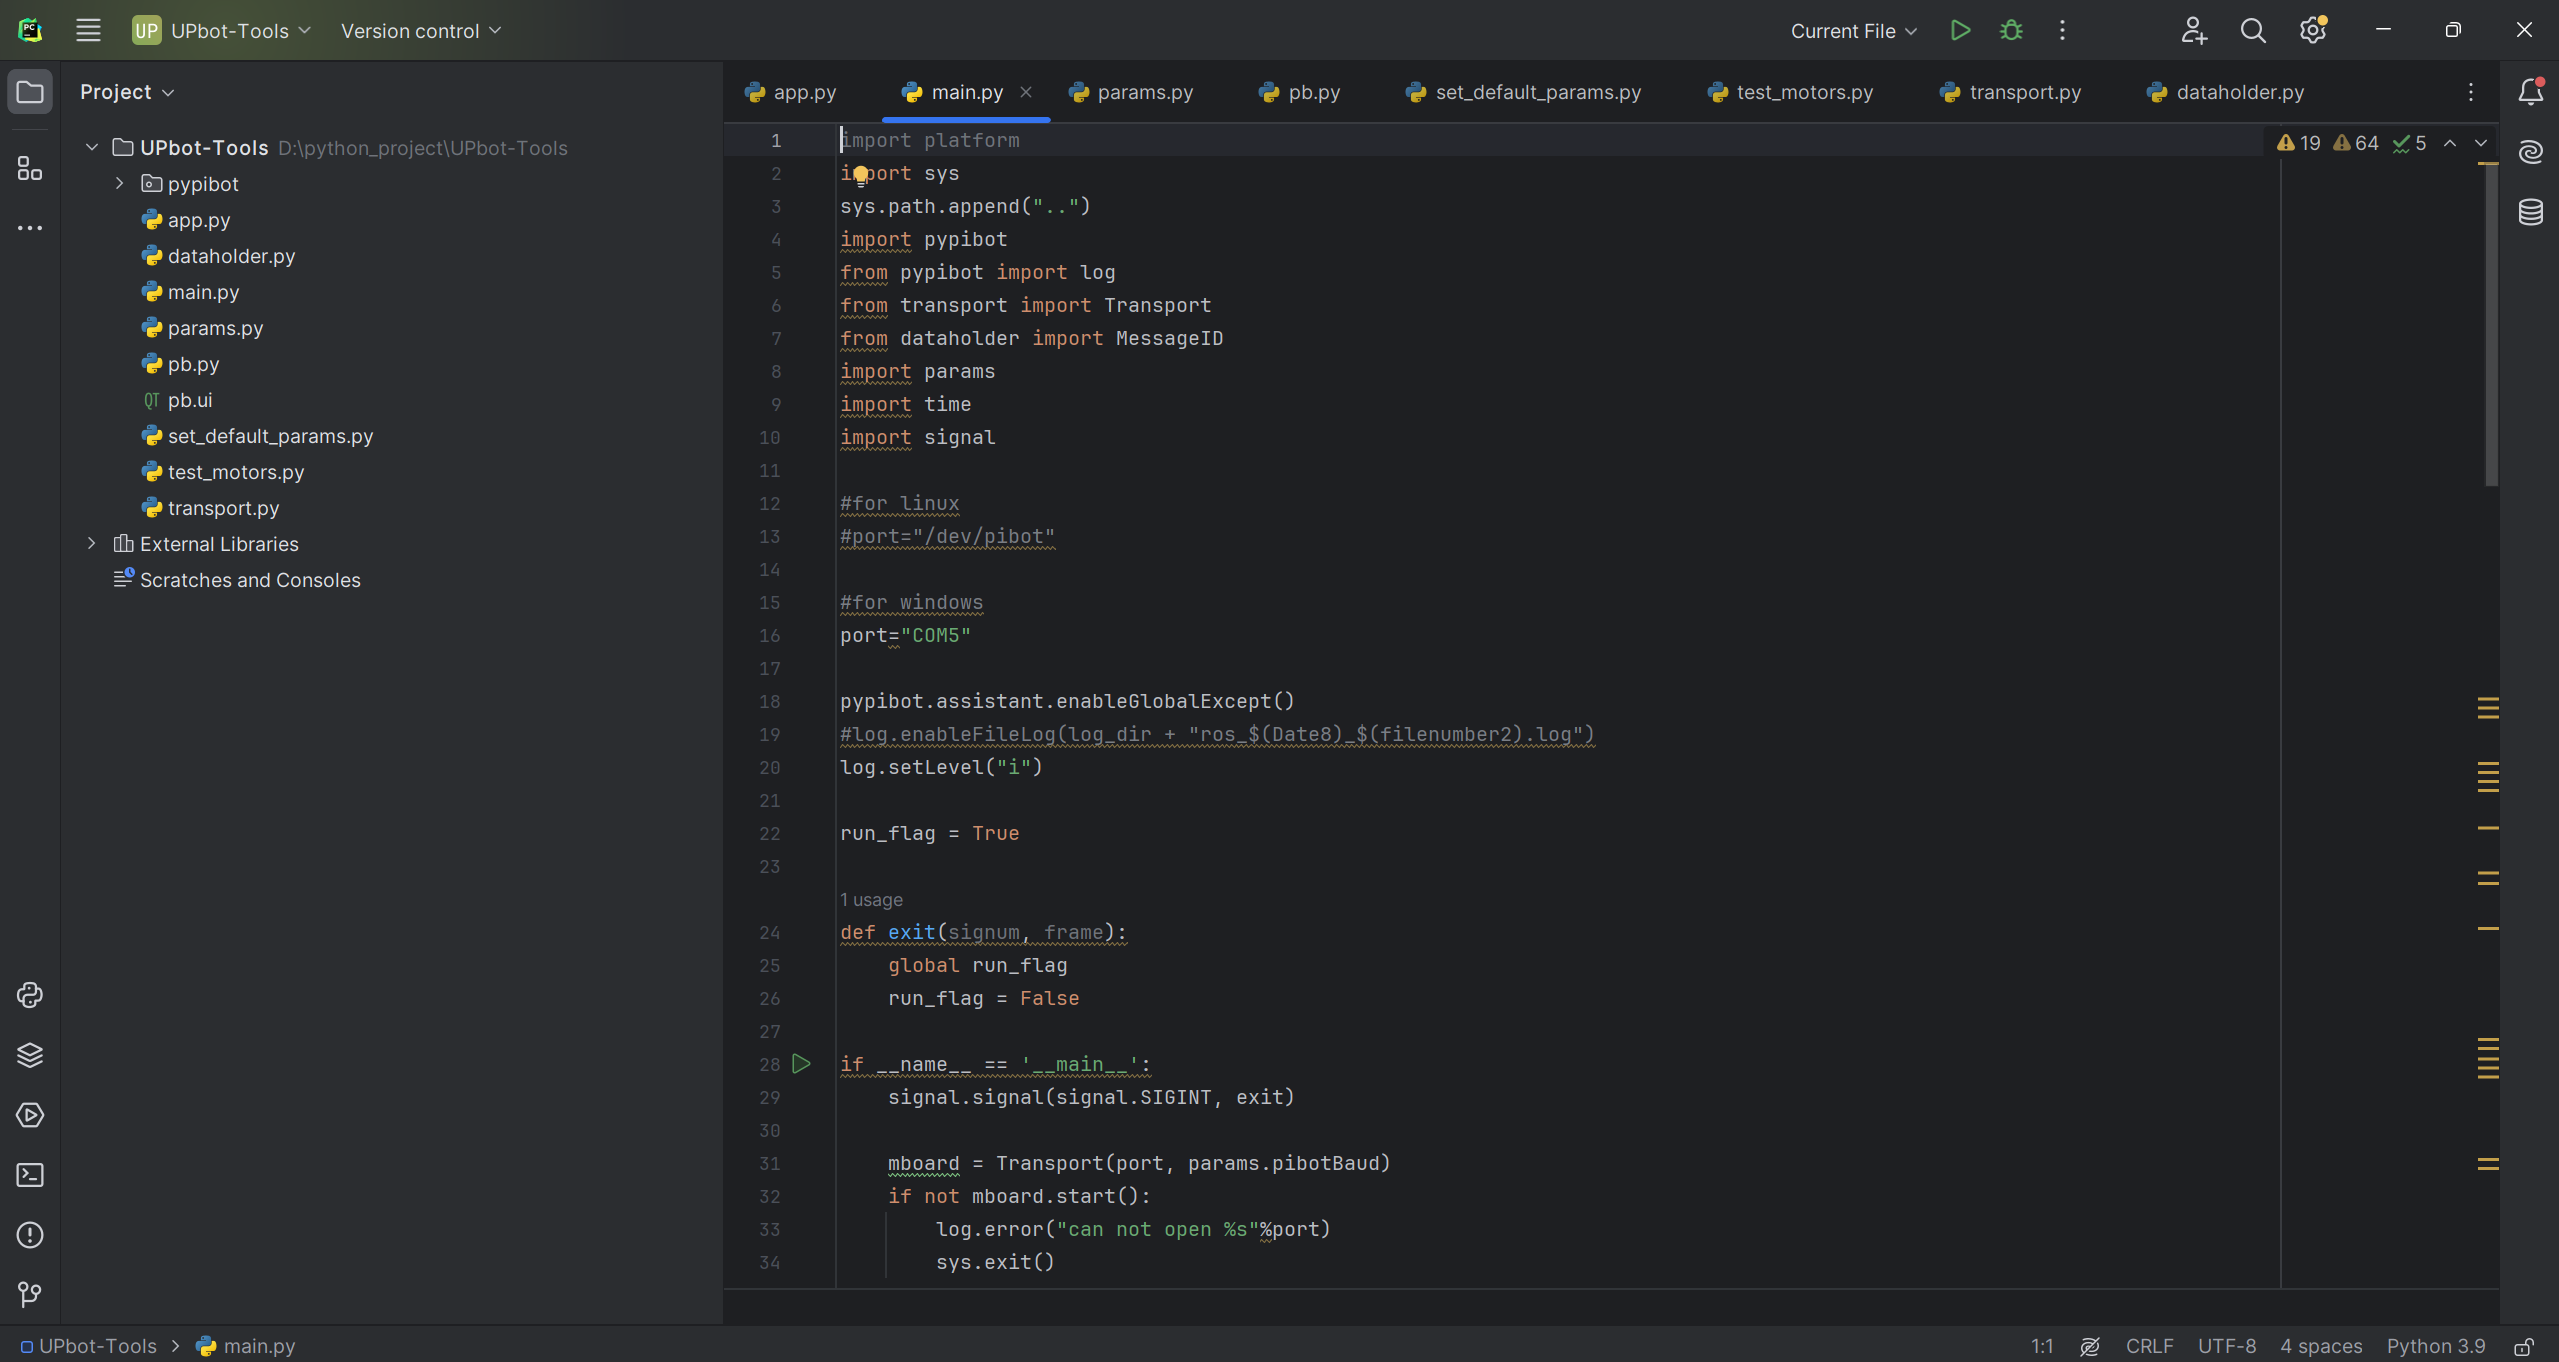 UP UPbot-Tools Version control Current File
Project
app.py main.py params.py pb.py set_default_params.py test_motors.py transport.py dataholder.py
UPbot-Tools D:\python_project\UPbot-Tools
pypibot
app.py
dataholder.py
main.py
params.py
pb.py
QT pb.ui
set_default_params.py
test_motors.py
transport.py
External Libraries
Scratches and Consoles
19 64 5
1 import platform
2 import sys
3 sys.path.append("..")
4 import pypibot
5 from pypibot import log
6 from transport import Transport
7 from dataholder import MessageID
8 import params
9 import time
10 import signal
11
12 #for linux
13 #port="/dev/pibot"
14
15 #for windows
16 port="COM5"
17
18 pypibot.assistant.enableGlobalExcept()
19 #log.enableFileLog(log_dir + "ros_$(Date8)_$(filenumber2).log")
20 log.setLevel("i")
21
22 run_flag = True
23
1 usage
24 def exit(signum, frame):
25 global run_flag
26 run_flag = False
27
28 if __name__ == '__main__':
29 signal.signal(signal.SIGINT, exit)
30
31 mboard = Transport(port, params.pibotBaud)
32 if not mboard.start():
33 log.error("can not open %s"%port)
34 sys.exit()
UPbot-Tools > main.py
1:1 CRLF UTF-8 4 spaces Python 3.9